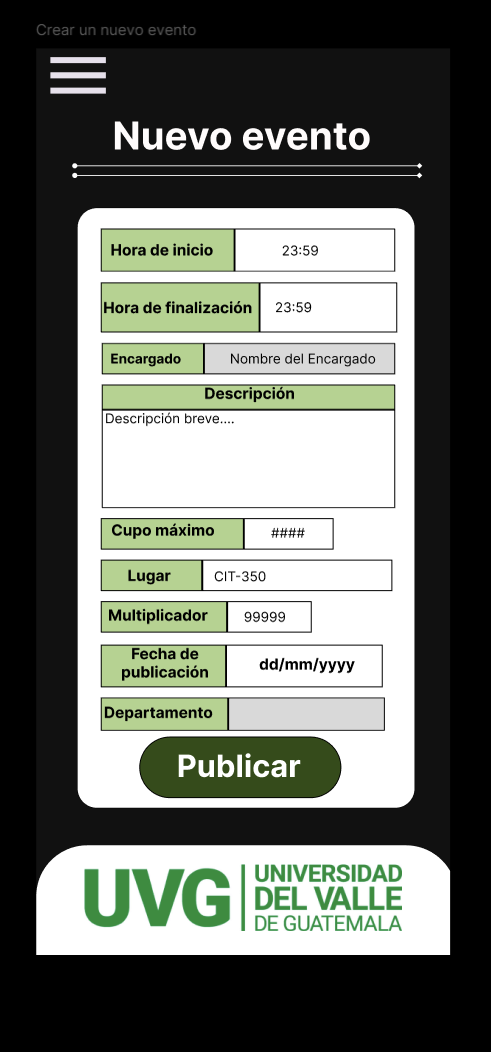 Crear un nuevo evento
Nuevo evento
Hora de inicio 23:59
Hora de finalización 23:59
Encargado Nombre del Encargado
Descripción
Descripción breve....
Cupo máximo ####
Lugar CIT-350
Multiplicador 99999
Fecha de
publicación dd/mm/yyyy
Departamento
Publicar
UVG UNIVERSIDAD
DEL VALLE
DE GUATEMALA